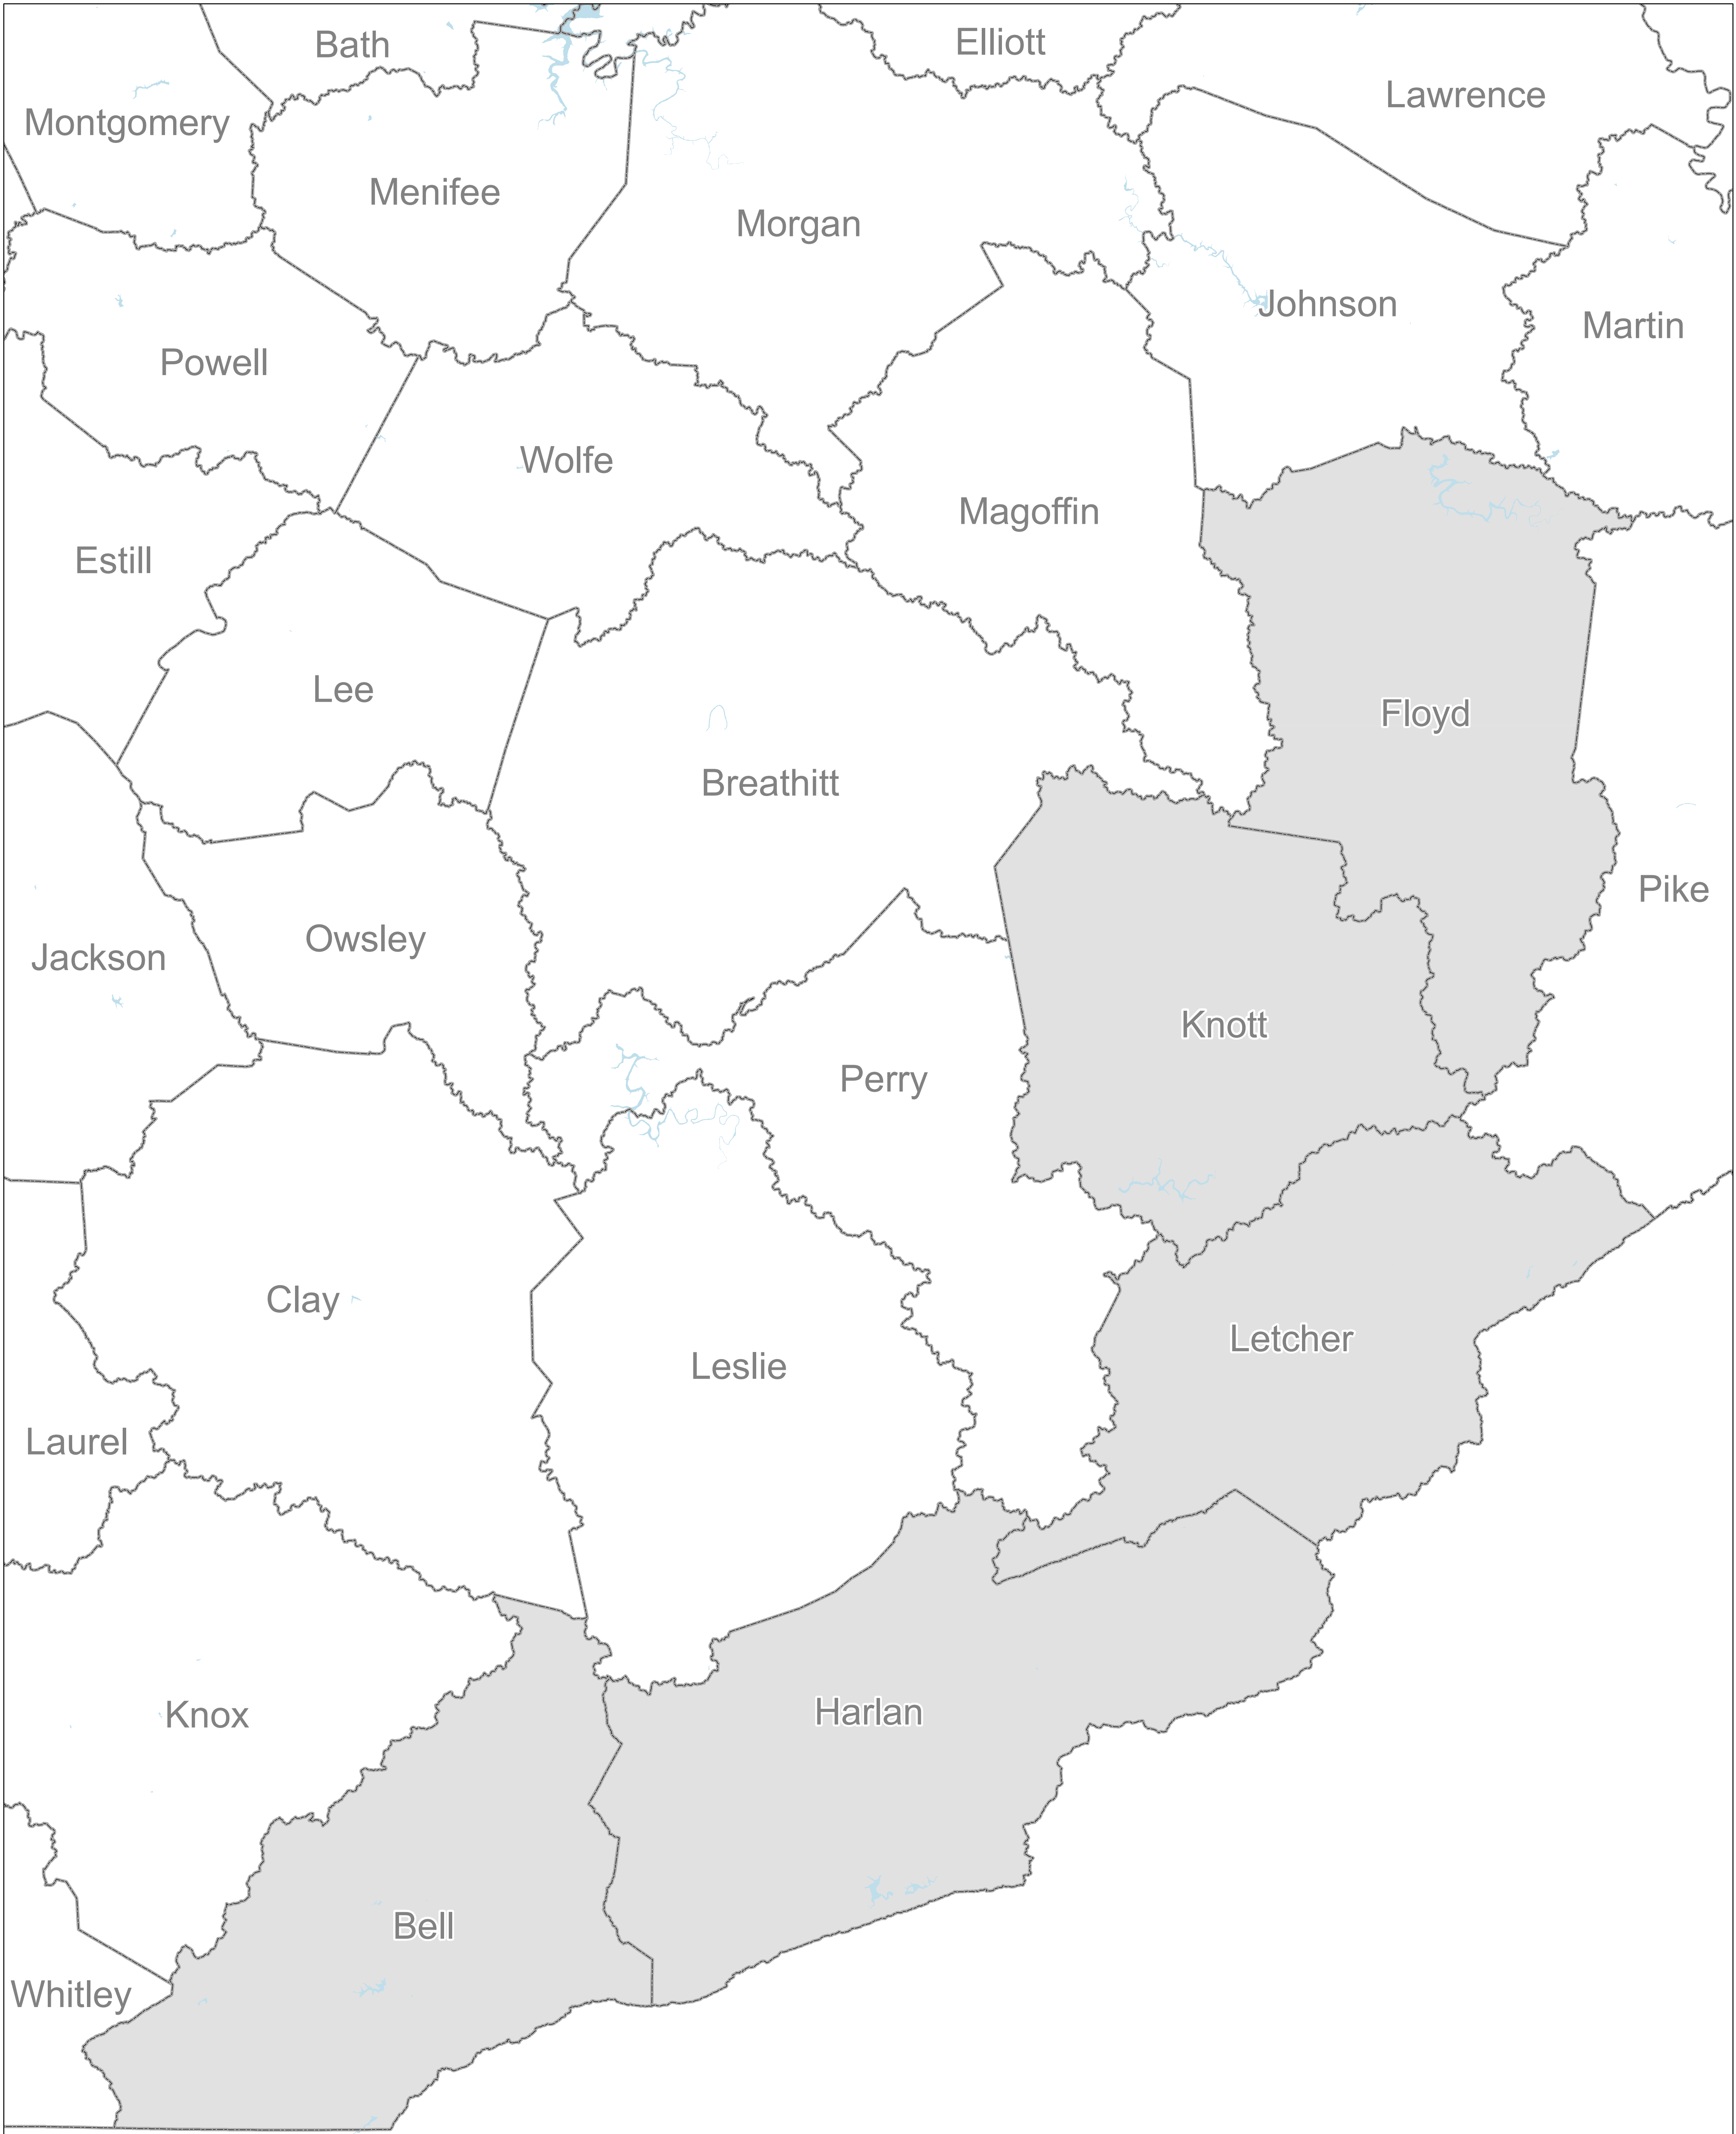 Bath
Elliott
Lawrence
Montgomery
Menifee
Morgan
Johnson
Martin
Powell
Wolfe
Magoffin
Estill
Lee
Floyd
Breathitt
Pike
Owsley
Jackson
Knott
Perry
Clay
Letcher
Leslie
Laurel
Harlan
Knox
Bell
Whitley